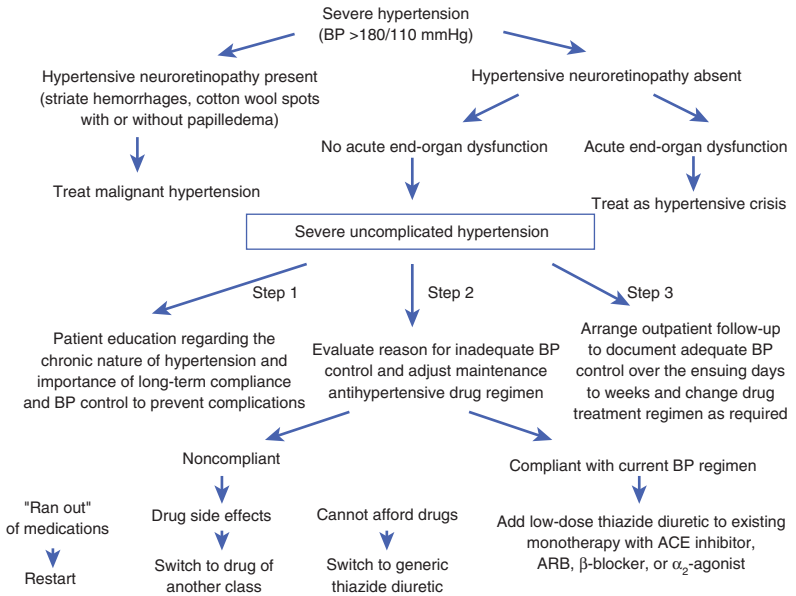 Severe hypertension
(BP >180/110 mmHg)
Hypertensive neuroretinopathy present
(striate hemorrhages, cotton wool spots
with or without papilledema)
Hypertensive neuroretinopathy absent
No acute end-organ dysfunction
Acute end-organ dysfunction
Treat malignant hypertension
Treat as hypertensive crisis
Severe uncomplicated hypertension
Step 1
Step 2
Step 3
Patient education regarding the
chronic nature of hypertension and
importance of long-term compliance
and BP control to prevent complications
Evaluate reason for inadequate BP
control and adjust maintenance
antihypertensive drug regimen
Arrange outpatient follow-up
to document adequate BP
control over the ensuing days
to weeks and change drug
treatment regimen as required
Noncompliant
Compliant with current BP regimen
"Ran out"
of medications
Drug side effects
Cannot afford drugs
Add low-dose thiazide diuretic to existing
monotherapy with ACE inhibitor,
ARB, β-blocker, or α₂-agonist
Restart
Switch to drug of
another class
Switch to generic
thiazide diuretic